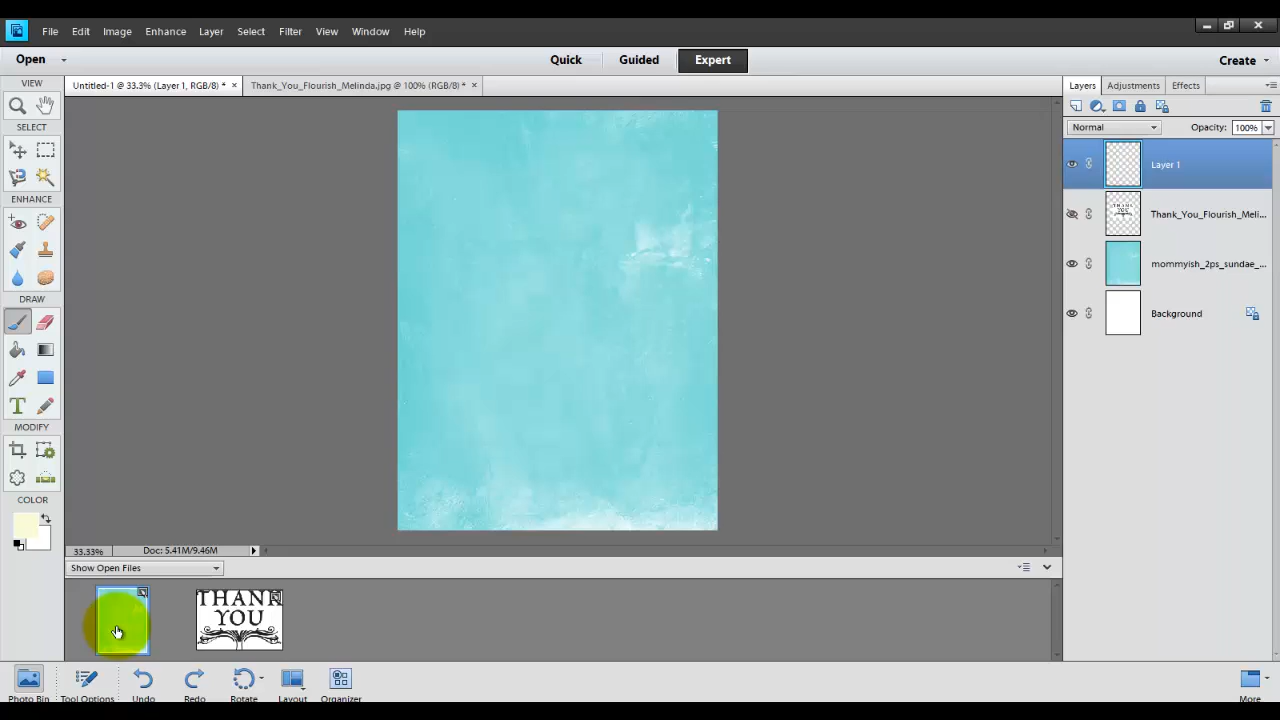 File Edit Image Enhance Layer Select Filter View Window Help
Open Quick Guided Expert Create
VIEW
Untitled-1 @ 33.3% (Layer 1, RGB/8) * × Thank_You_Flourish_Melinda.jpg @ 100% (RGB/8) * ×
Layers Adjustments Effects
SELECT
Normal Opacity: 100%
Layer 1
ENHANCE
Thank_You_Flourish_Meli...
mommyish_2ps_sundae_...
DRAW
Background
MODIFY
COLOR
33.33% Doc: 5.41M/9.46M
Show Open Files
THANK
YOU
Photo Bin Tool Options Undo Redo Rotate Layout Organizer More